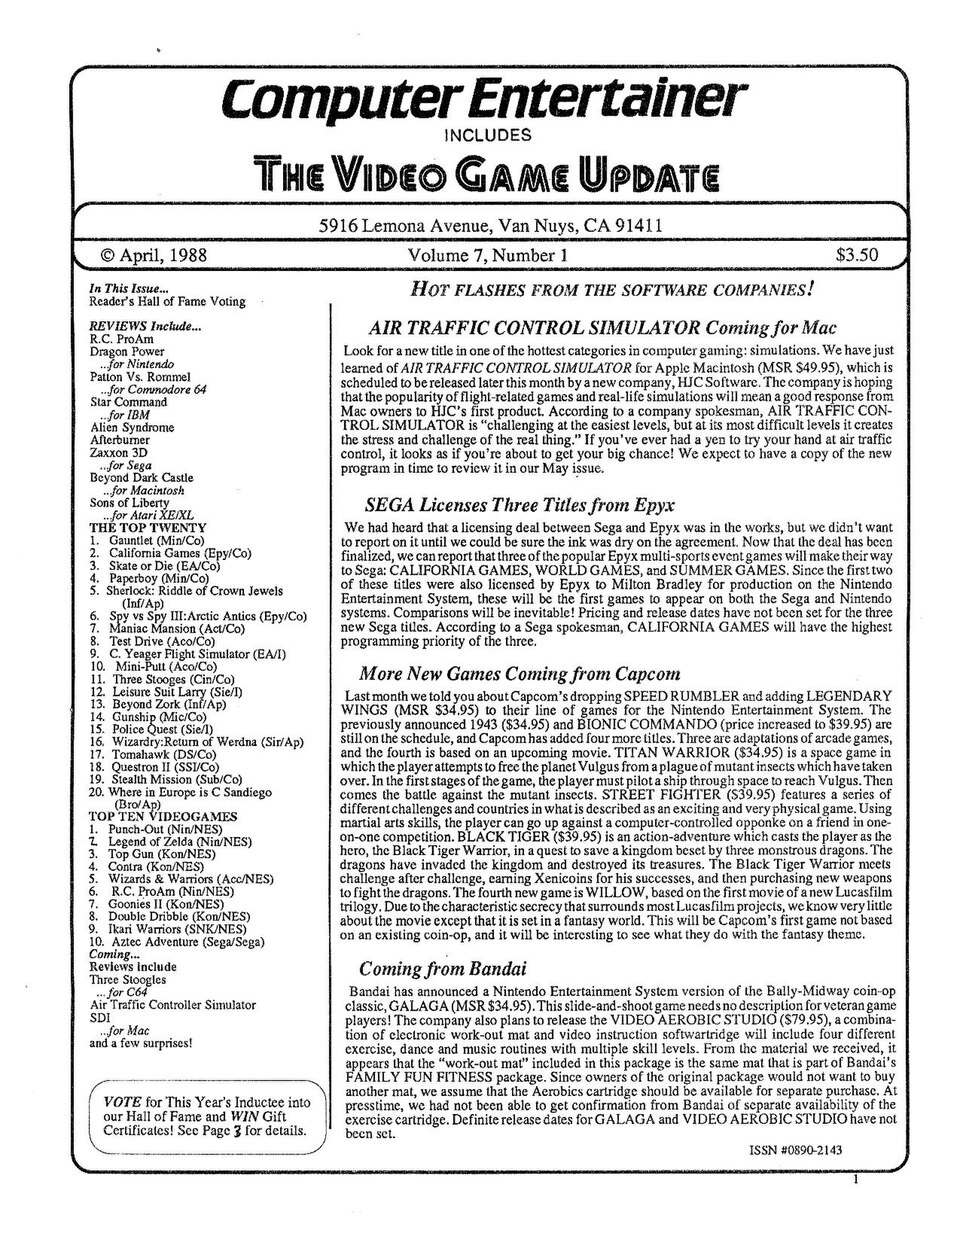 Computer Entertainer
INCLUDES
THE VIDEO GAME UPDATE
5916 Lemona Avenue, Van Nuys, CA 91411
© April, 1988 Volume 7, Number 1 $3.50
In This Issue...
Reader's Hall of Fame Voting
REVIEWS Include...
R.C. ProAm
Dragon Power
...for Nintendo
Patton Vs. Rommel
...for Commodore 64
Star Command
...for IBM
Alien Syndrome
Afterburner
Zaxxon 3D
...for Sega
Beyond Dark Castle
...for Macintosh
Sons of Liberty
...for Atari XE/XL
THE TOP TWENTY
1. Gauntlet (Min/Co)
2. California Games (Epy/Co)
3. Skate or Die (EA/Co)
4. Paperboy (Min/Co)
5. Sherlock: Riddle of Crown Jewels
(Inf/Ap)
6. Spy vs Spy III:Arctic Antics (Epy/Co)
7. Maniac Mansion (Act/Co)
8. Test Drive (Aco/Co)
9. C. Yeager Flight Simulator (EA/I)
10. Mini-Putt (Aco/Co)
11. Three Stooges (Cin/Co)
12. Leisure Suit Larry (Sie/I)
13. Beyond Zork (Inf/Ap)
14. Gunship (Mic/Co)
15. Police Quest (Sie/I)
16. Wizardry:Return of Werdna (Sir/Ap)
17. Tomahawk (DS/Co)
18. Questron II (SSI/Co)
19. Stealth Mission (Sub/Co)
20. Where in Europe is C Sandiego
(Bro/Ap)
TOP TEN VIDEOGAMES
1. Punch-Out (Nin/NES)
2. Legend of Zelda (Nin/NES)
3. Top Gun (Kon/NES)
4. Contra (Kon/NES)
5. Wizards & Warriors (Acc/NES)
6. R.C. ProAm (Nin/NES)
7. Goonies II (Kon/NES)
8. Double Dribble (Kon/NES)
9. Ikari Warriors (SNK/NES)
10. Aztec Adventure (Sega/Sega)
Coming...
Reviews Include
Three Stoogles
...for C64
Air Traffic Controller Simulator
SDI
...for Mac
and a few surprises!
VOTE for This Year's Inductee into
our Hall of Fame and WIN Gift
Certificates! See Page 3 for details.
HOT FLASHES FROM THE SOFTWARE COMPANIES!
AIR TRAFFIC CONTROL SIMULATOR Coming for Mac
Look for a new title in one of the hottest categories in computer gaming: simulations. We have just
learned of AIR TRAFFIC CONTROL SIMULATOR for Apple Macintosh (MSR $49.95), which is
scheduled to be released later this month by a new company, HJC Software. The company is hoping
that the popularity of flight-related games and real-life simulations will mean a good response from
Mac owners to HJC's first product. According to a company spokesman, AIR TRAFFIC CON-
TROL SIMULATOR is "challenging at the easiest levels, but at its most difficult levels it creates
the stress and challenge of the real thing." If you've ever had a yen to try your hand at air traffic
control, it looks as if you're about to get your big chance! We expect to have a copy of the new
program in time to review it in our May issue.
SEGA Licenses Three Titles from Epyx
We had heard that a licensing deal between Sega and Epyx was in the works, but we didn't want
to report on it until we could be sure the ink was dry on the agreement. Now that the deal has been
finalized, we can report that three of the popular Epyx multi-sports event games will make their way
to Sega: CALIFORNIA GAMES, WORLD GAMES, and SUMMER GAMES. Since the first two
of these titles were also licensed by Epyx to Milton Bradley for production on the Nintendo
Entertainment System, these will be the first games to appear on both the Sega and Nintendo
systems. Comparisons will be inevitable! Pricing and release dates have not been set for the three
new Sega titles. According to a Sega spokesman, CALIFORNIA GAMES will have the highest
programming priority of the three.
More New Games Coming from Capcom
Last month we told you about Capcom's dropping SPEED RUMBLER and adding LEGENDARY
WINGS (MSR $34.95) to their line of games for the Nintendo Entertainment System. The
previously announced 1943 ($34.95) and BIONIC COMMANDO (price increased to $39.95) are
still on the schedule, and Capcom has added four more titles. Three are adaptations of arcade games,
and the fourth is based on an upcoming movie. TITAN WARRIOR ($34.95) is a space game in
which the player attempts to free the planet Vulgus from a plague of mutant insects which have taken
over. In the first stages of the game, the player must pilot a ship through space to reach Vulgus. Then
comes the battle against the mutant insects. STREET FIGHTER ($39.95) features a series of
different challenges and countries in what is described as an exciting and very physical game. Using
martial arts skills, the player can go up against a computer-controlled opponke on a friend in one-
on-one competition. BLACK TIGER ($39.95) is an action-adventure which casts the player as the
hero, the Black Tiger Warrior, in a quest to save a kingdom beset by three monstrous dragons. The
dragons have invaded the kingdom and destroyed its treasures. The Black Tiger Warrior meets
challenge after challenge, earning Xenicoins for his successes, and then purchasing new weapons
to fight the dragons. The fourth new game is WILLOW, based on the first movie of a new Lucasfilm
trilogy. Due to the characteristic secrecy that surrounds most Lucasfilm projects, we know very little
about the movie except that it is set in a fantasy world. This will be Capcom's first game not based
on an existing coin-op, and it will be interesting to see what they do with the fantasy theme.
Coming from Bandai
Bandai has announced a Nintendo Entertainment System version of the Bally-Midway coin-op
classic, GALAGA (MSR $34.95). This slide-and-shoot game needs no description for veteran game
players! The company also plans to release the VIDEO AEROBIC STUDIO ($79.95), a combina-
tion of electronic work-out mat and video instruction softwartridge will include four different
exercise, dance and music routines with multiple skill levels. From the material we received, it
appears that the "work-out mat" included in this package is the same mat that is part of Bandai's
FAMILY FUN FITNESS package. Since owners of the original package would not want to buy
another mat, we assume that the Aerobics cartridge should be available for separate purchase. At
presstime, we had not been able to get confirmation from Bandai of separate availability of the
exercise cartridge. Definite release dates for GALAGA and VIDEO AEROBIC STUDIO have not
been set.
ISSN #0890-2143
1